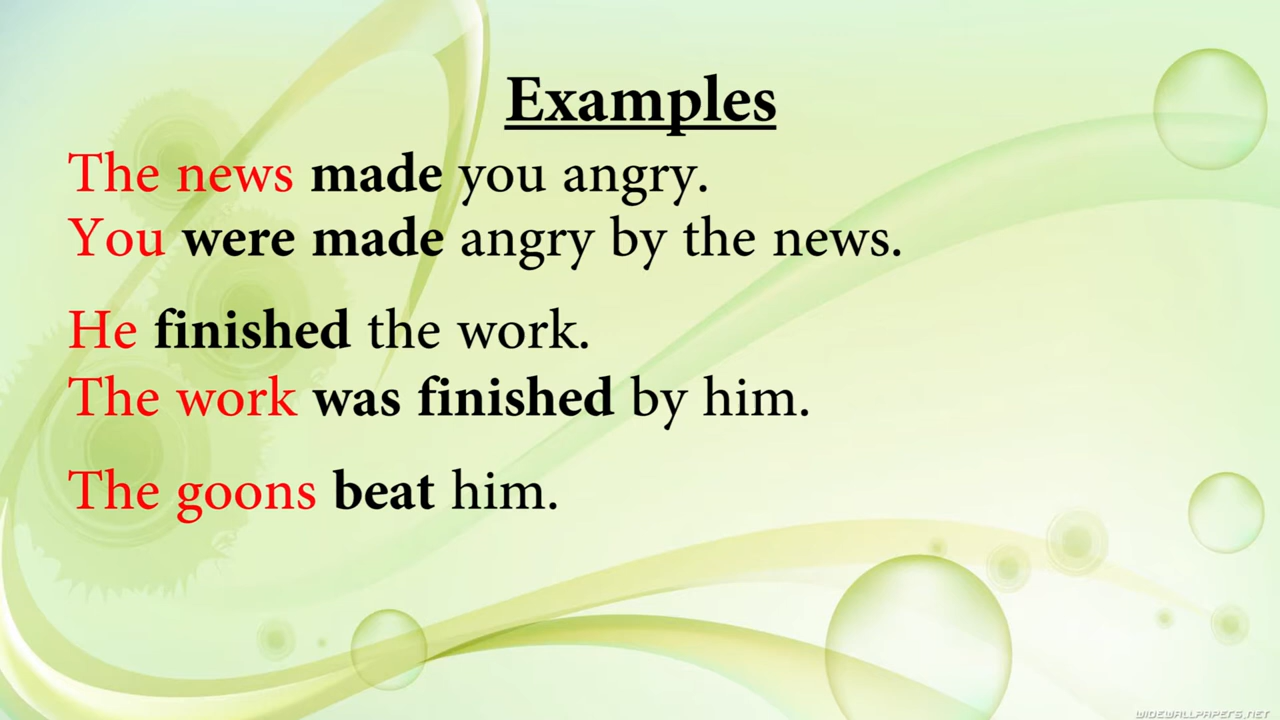 Examples
The news made you angry.
You were made angry by the news.
He finished the work.
The work was finished by him.
The goons beat him.
WIDEWALLPAPERS.NET